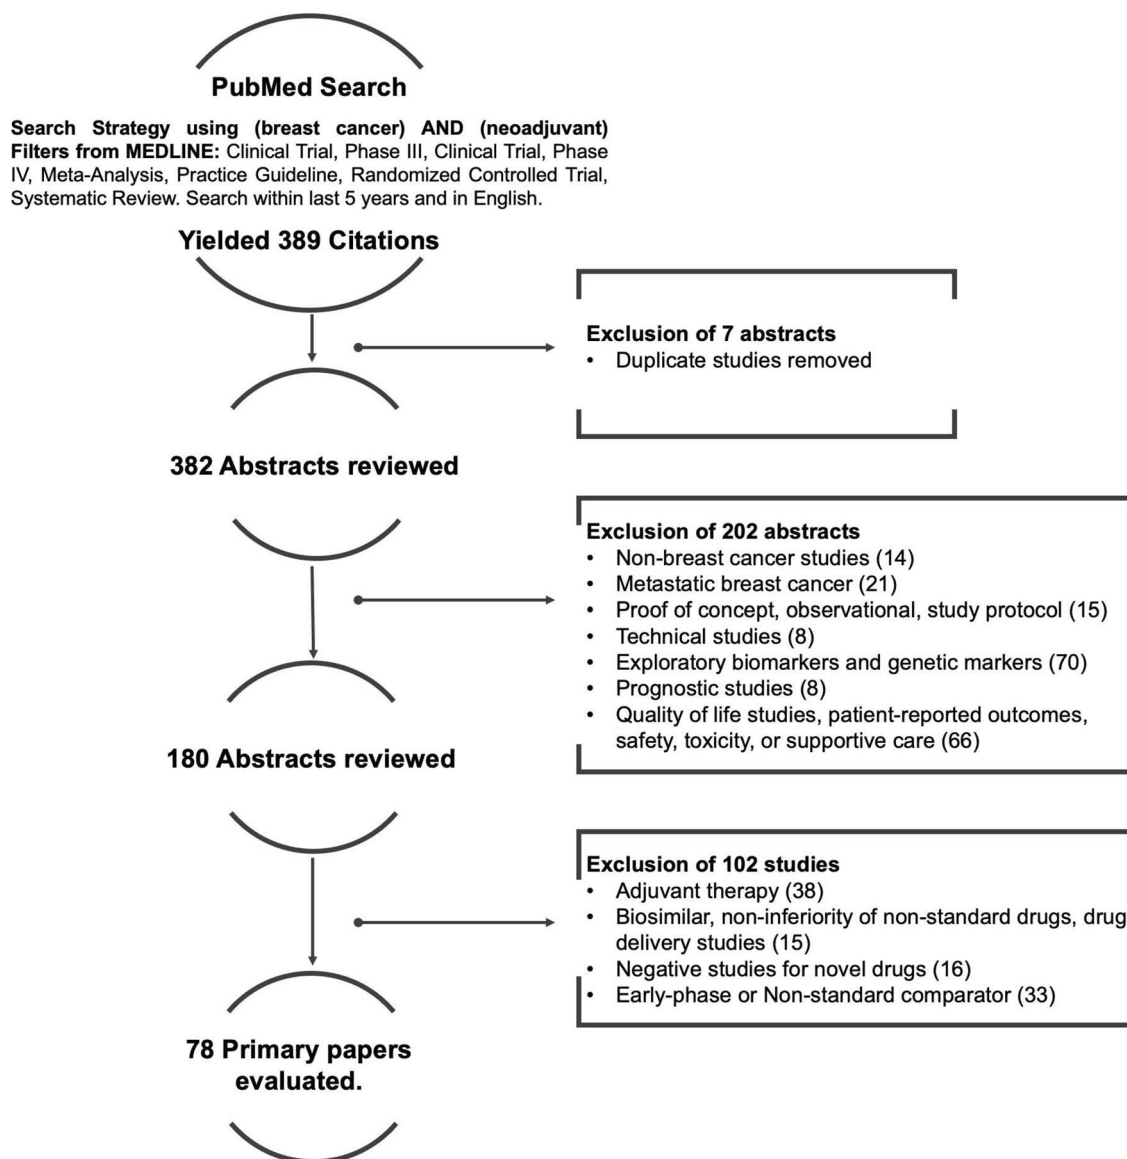 PubMed Search
Search Strategy using (breast cancer) AND (neoadjuvant)
Filters from MEDLINE: Clinical Trial, Phase III, Clinical Trial, Phase
IV, Meta-Analysis, Practice Guideline, Randomized Controlled Trial,
Systematic Review. Search within last 5 years and in English.
Yielded 389 Citations
Exclusion of 7 abstracts
• Duplicate studies removed
382 Abstracts reviewed
Exclusion of 202 abstracts
• Non-breast cancer studies (14)
• Metastatic breast cancer (21)
• Proof of concept, observational, study protocol (15)
• Technical studies (8)
• Exploratory biomarkers and genetic markers (70)
• Prognostic studies (8)
• Quality of life studies, patient-reported outcomes,
safety, toxicity, or supportive care (66)
180 Abstracts reviewed
Exclusion of 102 studies
• Adjuvant therapy (38)
• Biosimilar, non-inferiority of non-standard drugs, drug
delivery studies (15)
• Negative studies for novel drugs (16)
• Early-phase or Non-standard comparator (33)
78 Primary papers
evaluated.